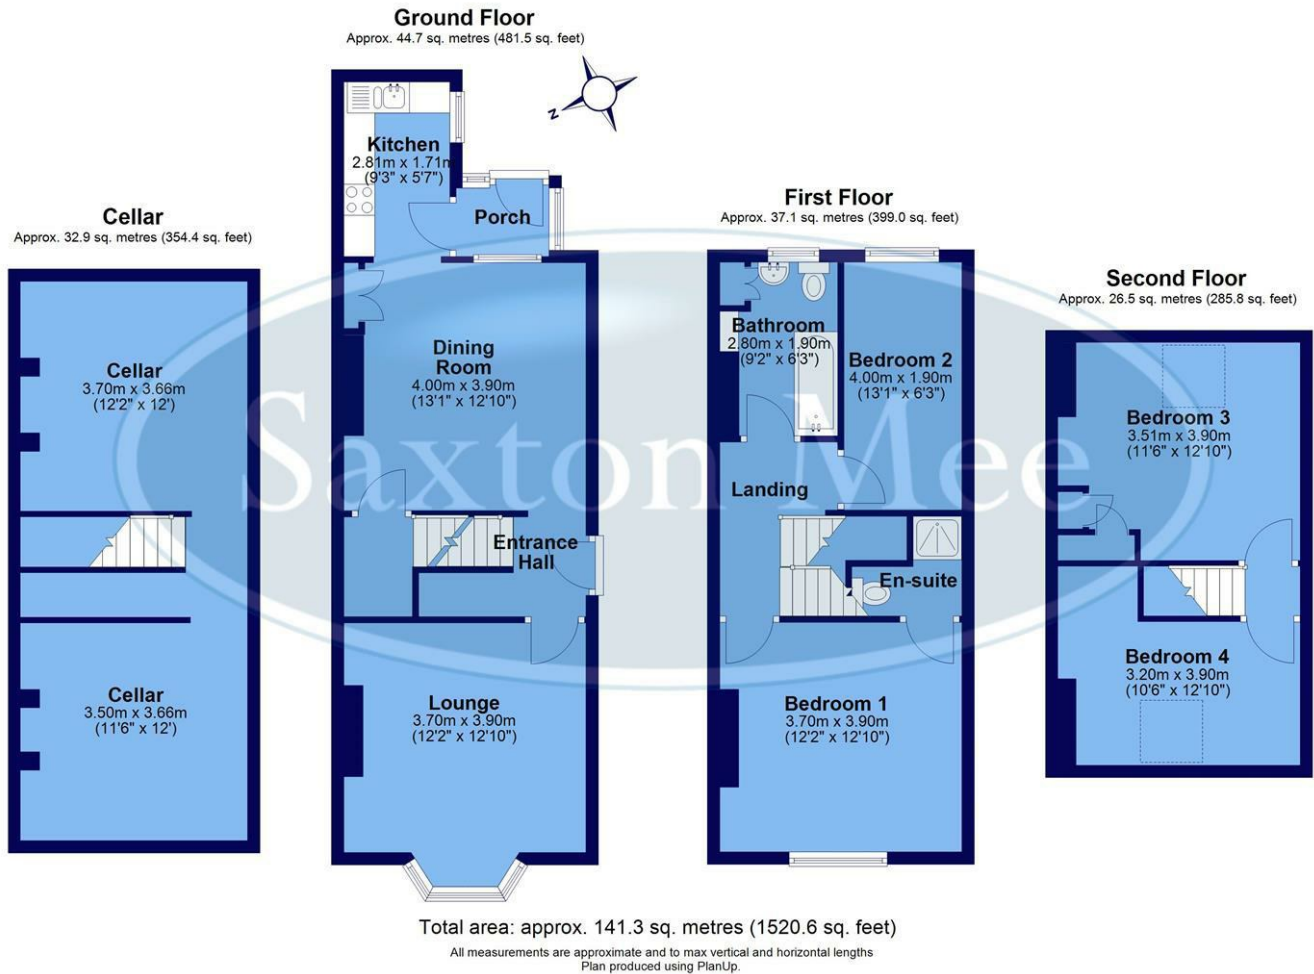 Ground Floor
Approx. 44.7 sq. metres (481.5 sq. feet)
N
Kitchen
2.81m x 1.71m
(9'3" x 5'7")
Porch
Dining
Room
4.00m x 3.90m
(13'1" x 12'10")
Entrance
Hall
Lounge
3.70m x 3.90m
(12'2" x 12'10")
Cellar
Approx. 32.9 sq. metres (354.4 sq. feet)
Cellar
3.70m x 3.66m
(12'2" x 12')
Cellar
3.50m x 3.66m
(11'6" x 12')
First Floor
Approx. 37.1 sq. metres (399.0 sq. feet)
Bathroom
2.80m x 1.90m
(9'2" x 6'3")
Bedroom 2
4.00m x 1.90m
(13'1" x 6'3")
Landing
En-suite
Bedroom 1
3.70m x 3.90m
(12'2" x 12'10")
Second Floor
Approx. 26.5 sq. metres (285.8 sq. feet)
Bedroom 3
3.51m x 3.90m
(11'6" x 12'10")
Bedroom 4
3.20m x 3.90m
(10'6" x 12'10")
Saxton Mee
Total area: approx. 141.3 sq. metres (1520.6 sq. feet)
All measurements are approximate and to max vertical and horizontal lengths
Plan produced using PlanUp.